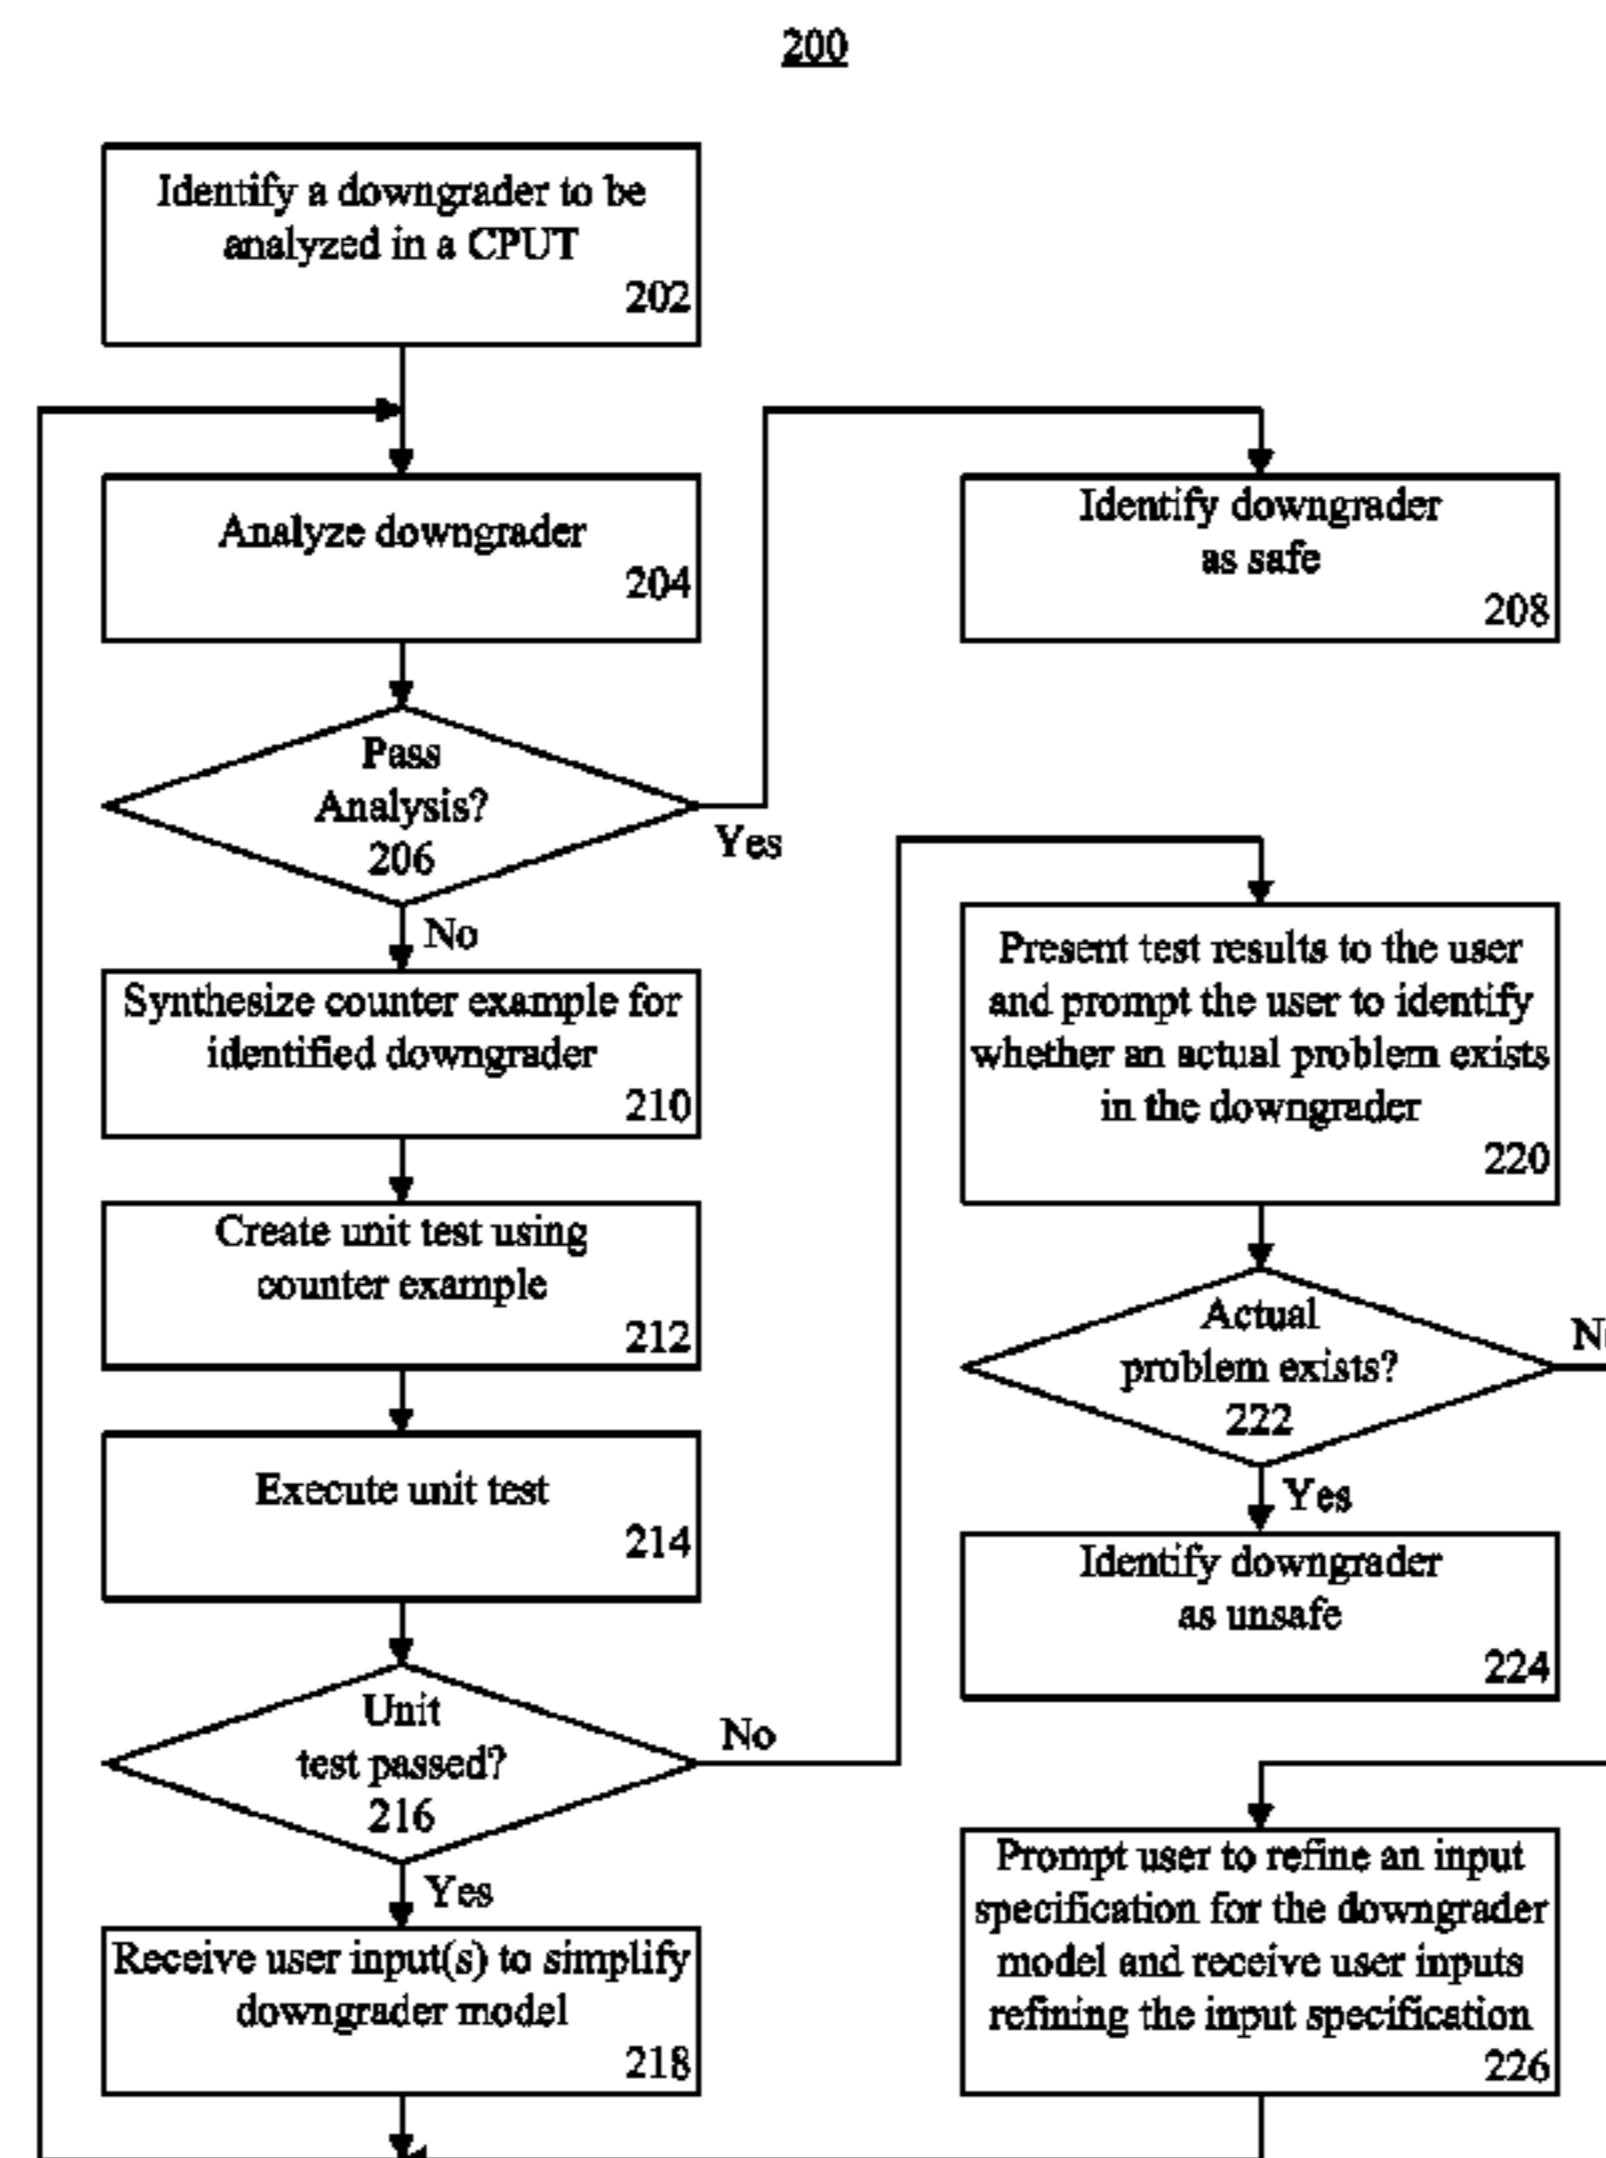 200
Identify a downgrader to be
analyzed in a CPUT
202
Analyze downgrader
204
Identify downgrader
as safe
208
Pass
Analysis?
206
Yes
No
Synthesize counter example for
identified downgrader
210
Create unit test using
counter example
212
Execute unit test
214
Unit
test passed?
216
No
Yes
Receive user input(s) to simplify
downgrader model
218
Present test results to the user
and prompt the user to identify
whether an actual problem exists
in the downgrader
220
Actual
problem exists?
222
Yes
Identify downgrader
as unsafe
224
Prompt user to refine an input
specification for the downgrader
model and receive user inputs
refining the input specification
226